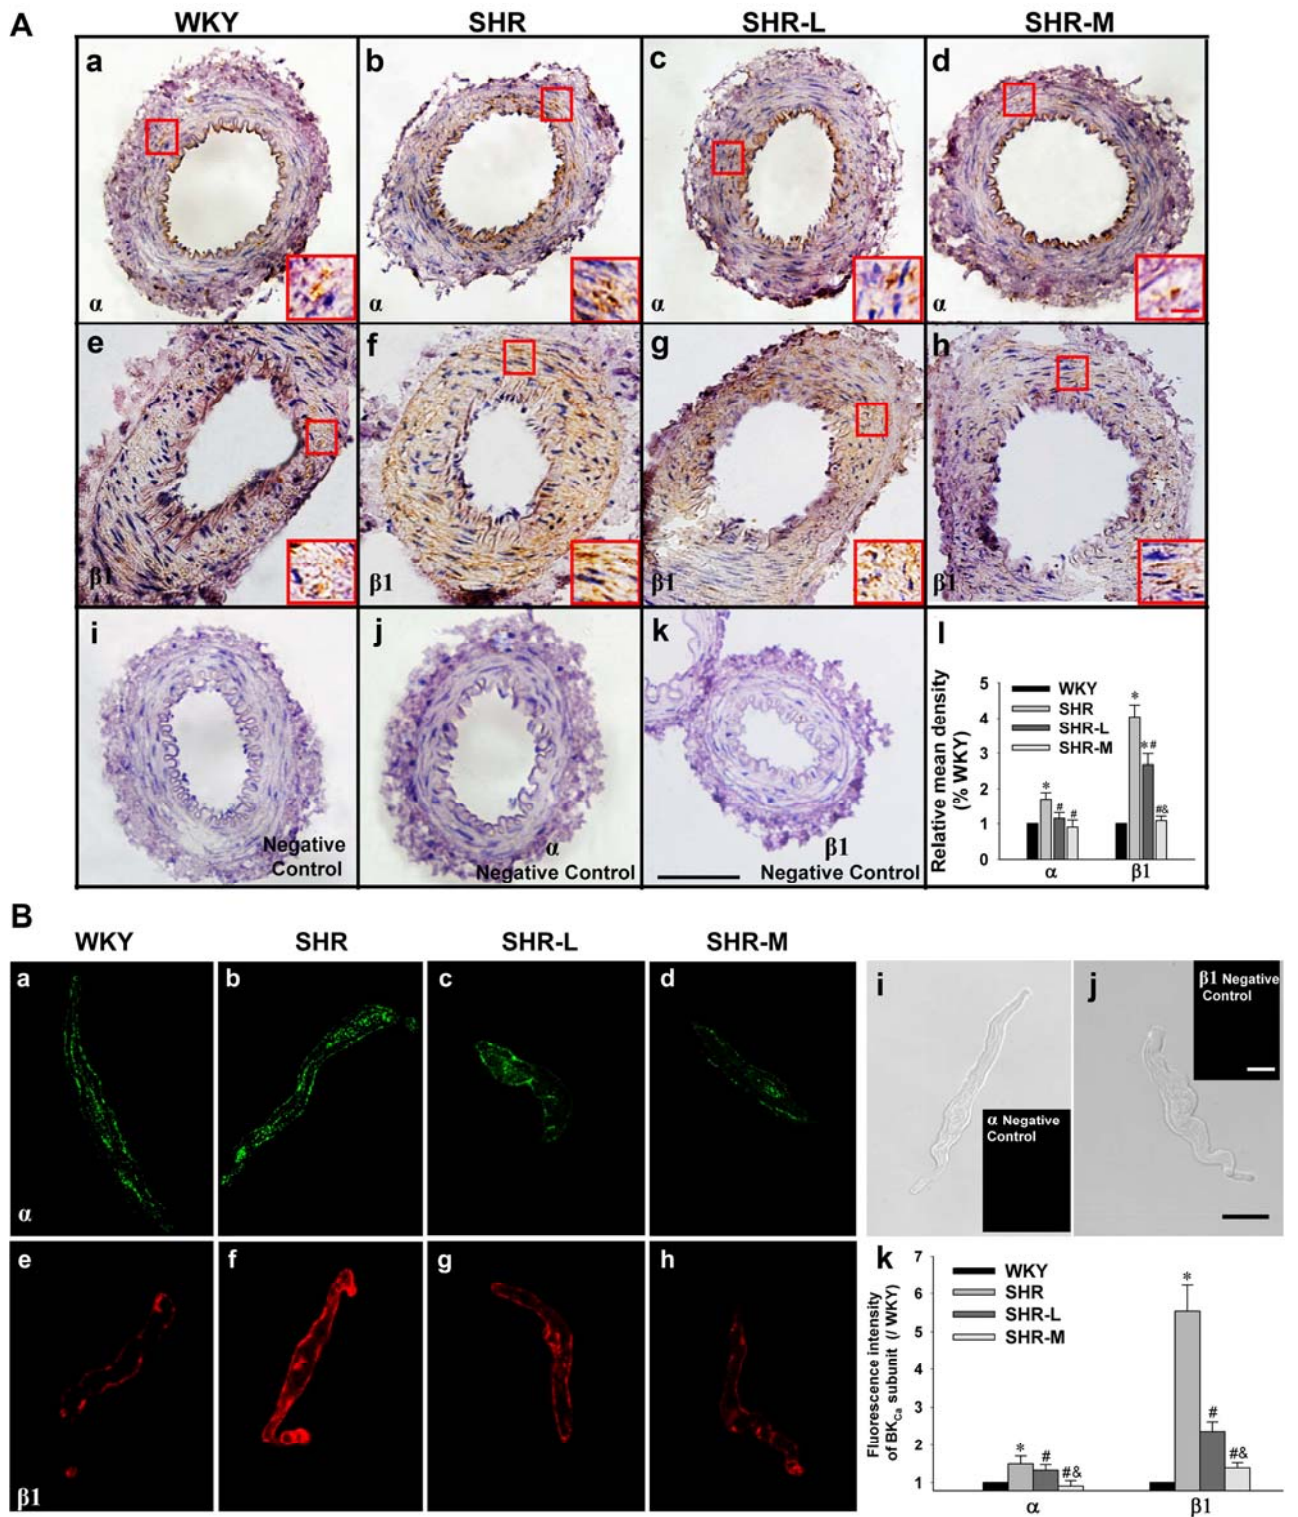 A
WKY SHR SHR-L SHR-M
a b c d
α α α α
e f g h
β1 β1 β1 β1
i j k l
Negative
Control
α
Negative Control
β1
Negative Control
Relative mean density
(% WKY)
5
4
3
2
1
0
WKY
SHR
SHR-L
SHR-M
* # #
* *# #&
α β1
B
WKY SHR SHR-L SHR-M
a b c d
α
e f g h
β1
i j
α Negative
Control
β1 Negative
Control
k
Fluorescence intensity
of BKCa subunit (/ WKY)
7
6
5
4
3
2
1
WKY
SHR
SHR-L
SHR-M
* # #&
* # #&
α β1